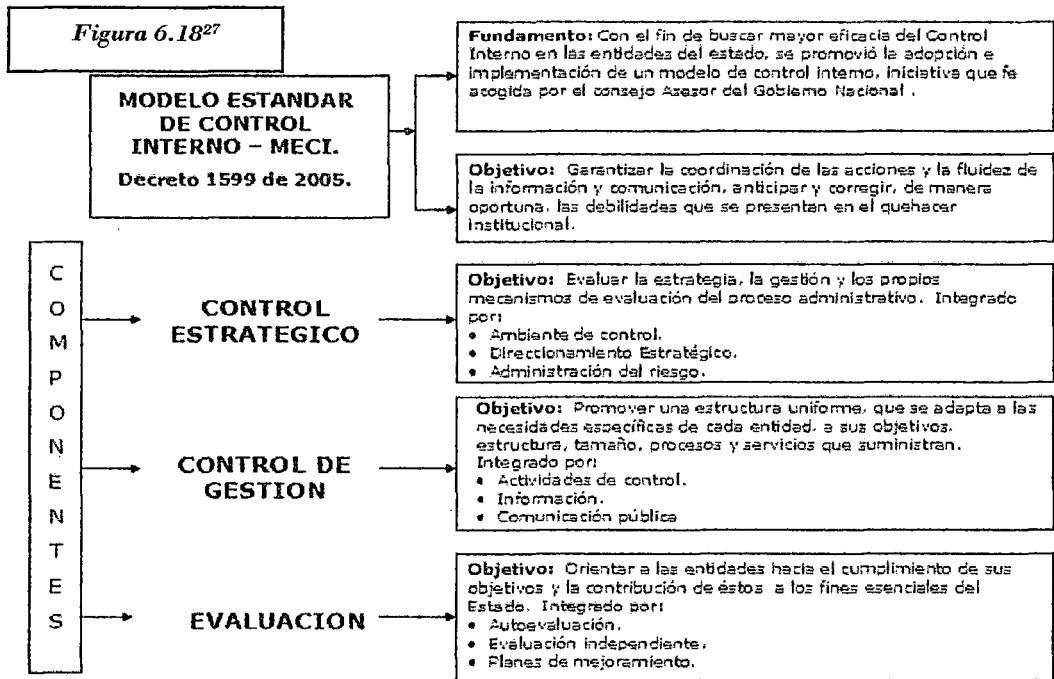 Figura 6.18²⁷
MODELO ESTANDAR
DE CONTROL
INTERNO – MECI.
Decreto 1599 de 2005.
Fundamento: Con el fin de buscar mayor eficacia del Control
Interno en las entidades del estado, se promovió la adopción e
implementación de un modelo de control interno, iniciativa que fe
acogida por el consejo Asesor del Gobierno Nacional .
Objetivo: Garantizar la coordinación de las acciones y la fluidez de
la información y comunicación, anticipar y corregir, de manera
oportuna, las debilidades que se presentan en el quehacer
institucional.
C
O
M
P
O
N
E
N
T
E
S
CONTROL
ESTRATEGICO
Objetivo: Evaluar la estrategia, la gestión y los propios
mecanismos de evaluación del proceso administrativo. Integrado
por:
• Ambiente de control.
• Direccionamiento Estratégico.
• Administración del riesgo.
CONTROL DE
GESTION
Objetivo: Promover una estructura uniforme, que se adapta a las
necesidades específicas de cada entidad, a sus objetivos,
estructura, tamaño, procesos y servicios que suministran.
Integrado por:
• Actividades de control.
• Información.
• Comunicación pública
EVALUACION
Objetivo: Orientar a las entidades hacia el cumplimiento de sus
objetivos y la contribución de éstos a los fines esenciales del
Estado. Integrado por:
• Autoevaluación.
• Evaluación independiente.
• Planes de mejoramiento.